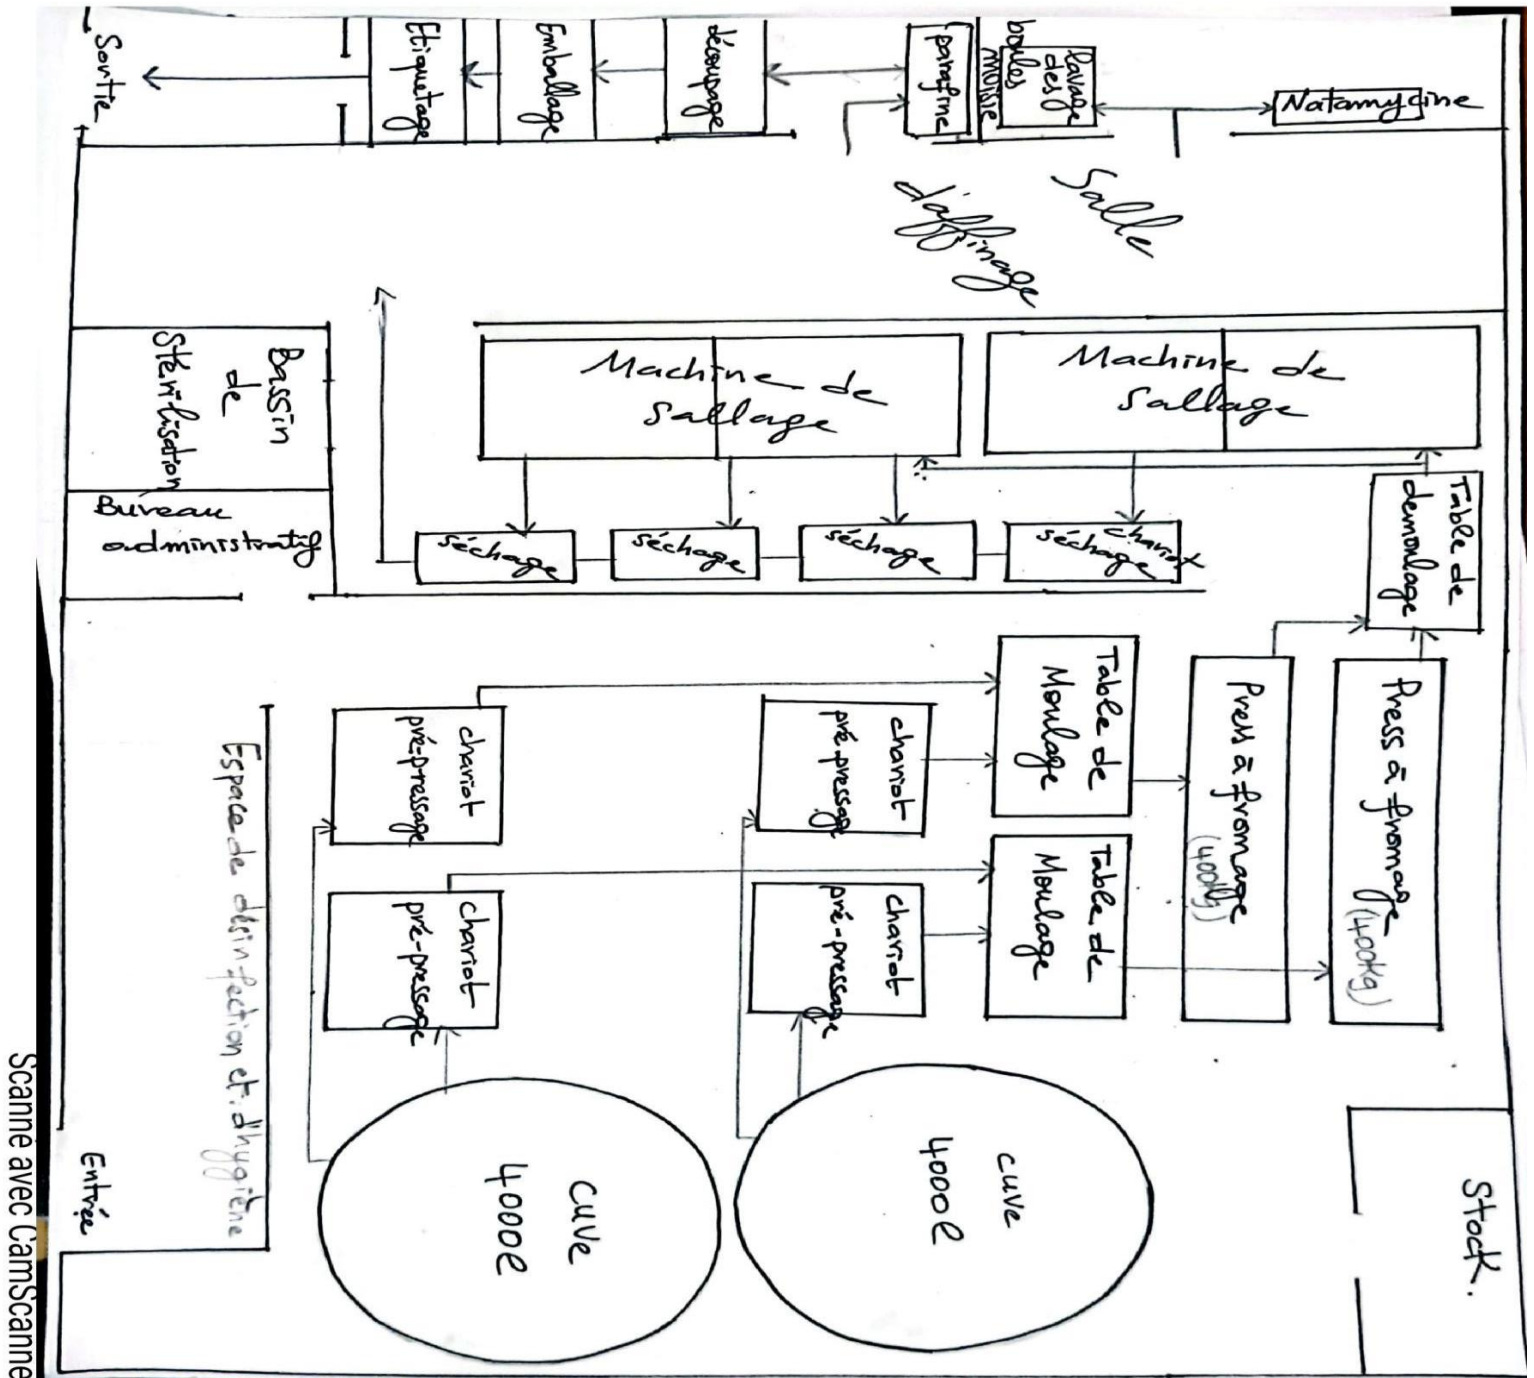 Sortie
Etiquetage
Emballage
découpage
parafine
lavage
des
boules
moisie
Natamycine
Salle
d'affinage
Bassin
de
Stérilisation
Bureau
administratif
Machine de
Sallage
Machine de
Sallage
séchage
séchage
séchage
chariot
séchage
Table de
demoulage
chariot
pré-pressage
chariot
pré-pressage
Table de
Moulage
Press à fromage
(400Kg)
Press à fromage
(400Kg)
chariot
pré-pressage
chariot
pré-pressage
Table de
Moulage
Espace de désinfection et d'hygiène
Entrée
cuve
4000l
cuve
4000l
Stock.
Scanné avec CamScanne